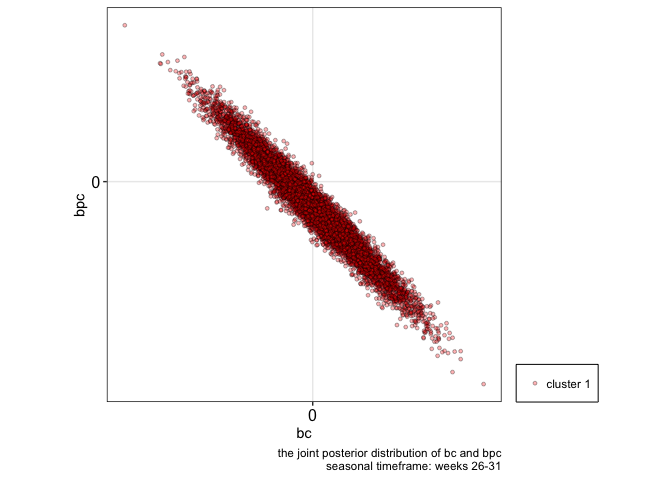 0
bpc
0
bc
cluster 1
the joint posterior distribution of bc and bpc
seasonal timeframe: weeks 26-31